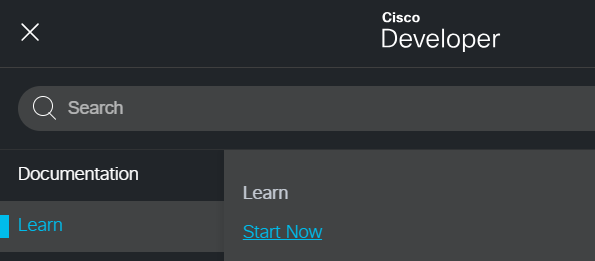 Cisco
Developer
Search
Documentation
Learn
Learn
Start Now